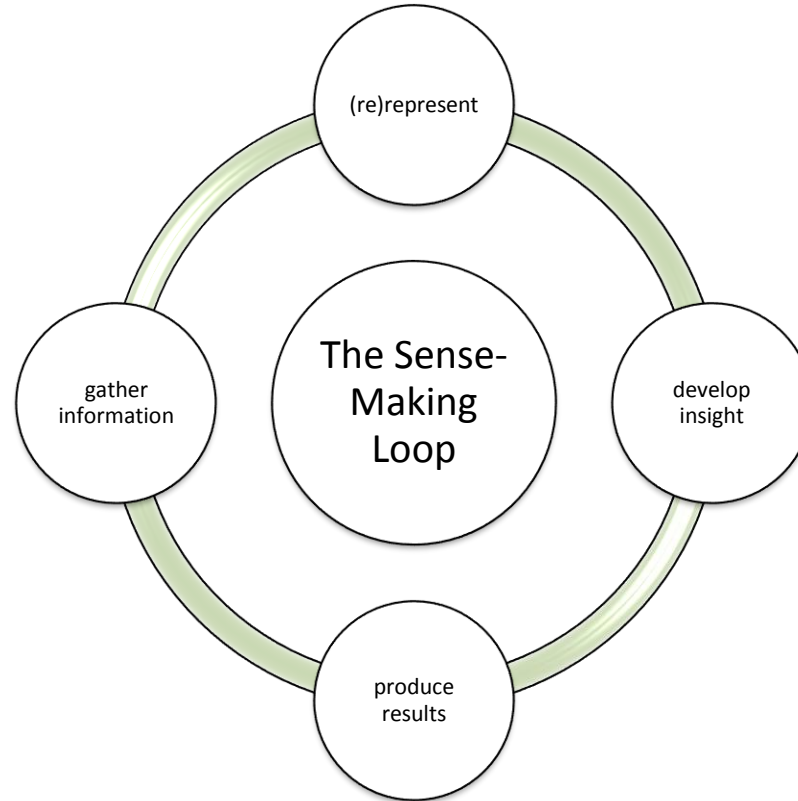 (re)represent
The Sense-
Making
Loop
gather
information
develop
insight
produce
results